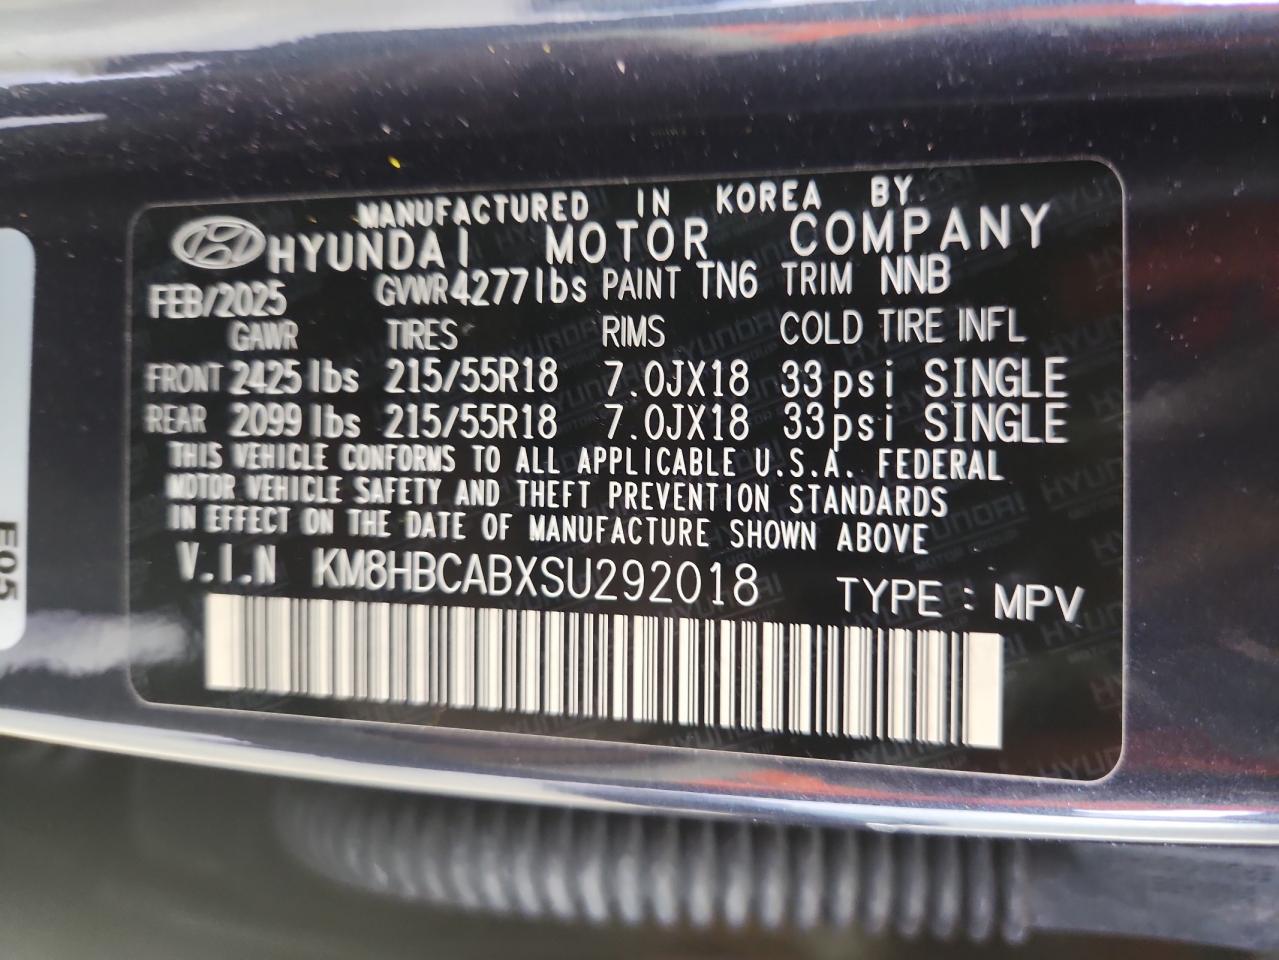 MANUFACTURED IN KOREA BY.
HYUNDAI MOTOR COMPANY
FEB/2025 GVWR 4277lbs PAINT TN6 TRIM NNB
GAWR TIRES RIMS COLD TIRE INFL
FRONT 2425 lbs 215/55R18 7.0JX18 33psi SINGLE
REAR 2099 lbs 215/55R18 7.0JX18 33psi SINGLE
THIS VEHICLE CONFORMS TO ALL APPLICABLE U.S.A. FEDERAL
MOTOR VEHICLE SAFETY AND THEFT PREVENTION STANDARDS
IN EFFECT ON THE DATE OF MANUFACTURE SHOWN ABOVE
V.I.N KM8HBCABXSU292018 TYPE : MPV
E05